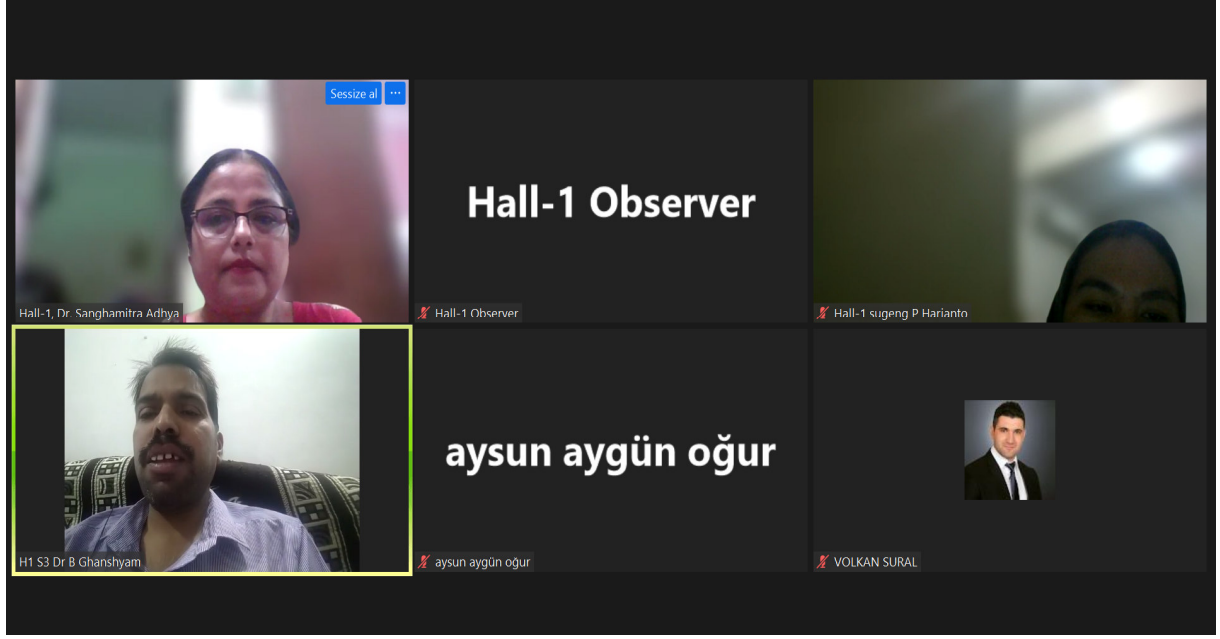 Sessize al ...
Hall-1, Dr. Sanghamitra Adhya
Hall-1 Observer
Hall-1 Observer
Hall-1 sugeng P Harianto
H1 S3 Dr B Ghanshyam
aysun aygün oğur
aysun aygün oğur
VOLKAN SURAL